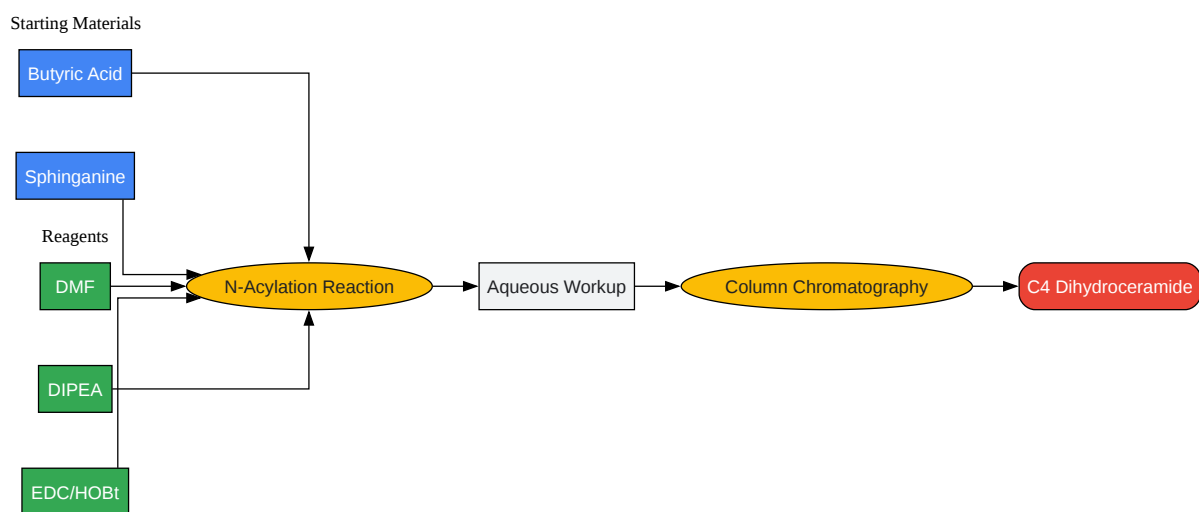 Starting Materials
Butyric Acid
Sphinganine
Reagents
DMF
N-Acylation Reaction
Aqueous Workup
Column Chromatography
C4 Dihydroceramide
DIPEA
EDC/HOBt